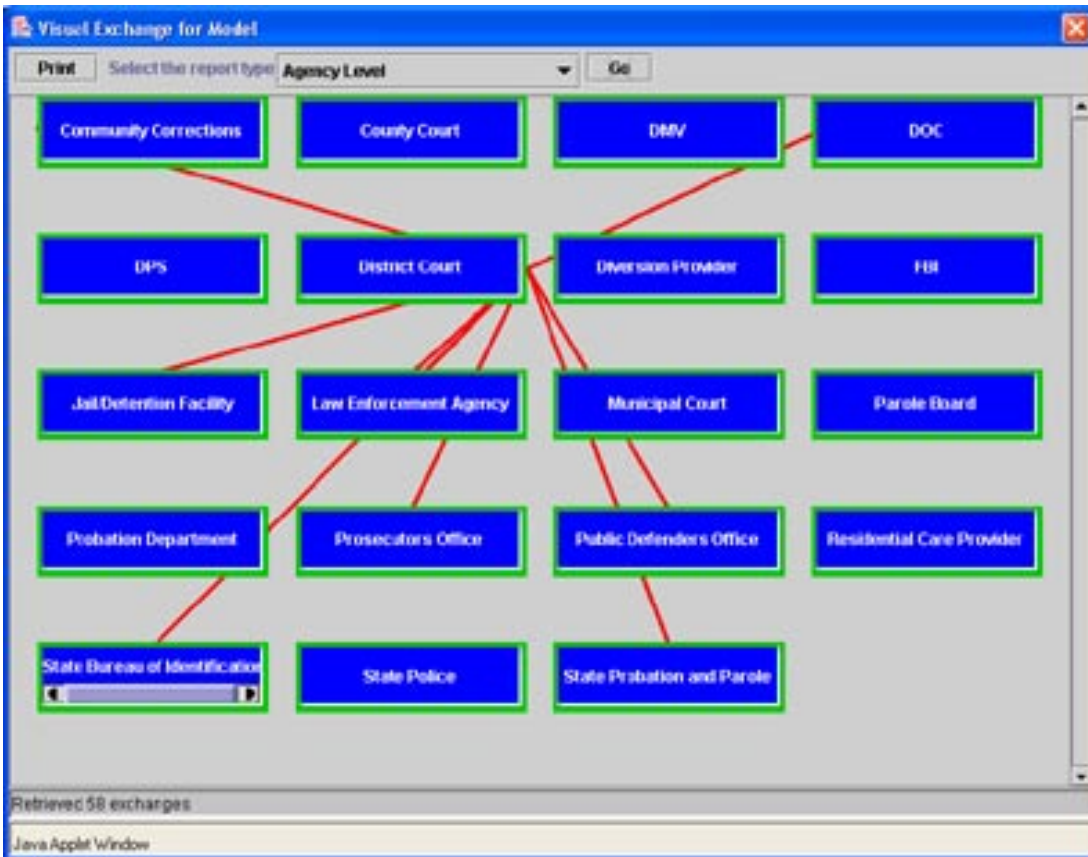 Visual Exchange for Model
Print Select the report type Agency Level Go
Community Corrections County Court DMV DOC
DPS District Court Diversion Provider FBI
Jail/Detention Facility Law Enforcement Agency Municipal Court Parole Board
Probation Department Prosecutors Office Public Defenders Office Residential Care Provider
State Bureau of Identification State Police State Probation and Parole
Retrieved 58 exchanges
Java Applet Window